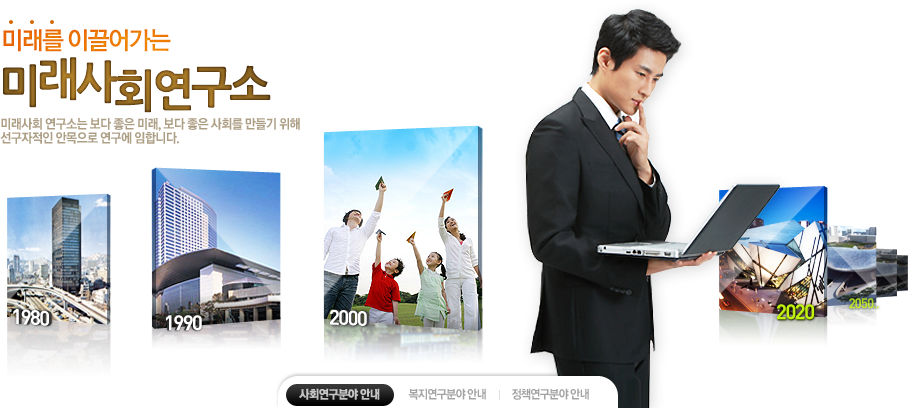 미래를 이끌어가는
미래사회연구소
미래사회 연구소는 보다 좋은 미래, 보다 좋은 사회를 만들기 위해
선구자적인 안목으로 연구에 임합니다.
1980
1990
2000
2020
2050
사회연구분야 안내
복지연구분야 안내
정책연구분야 안내